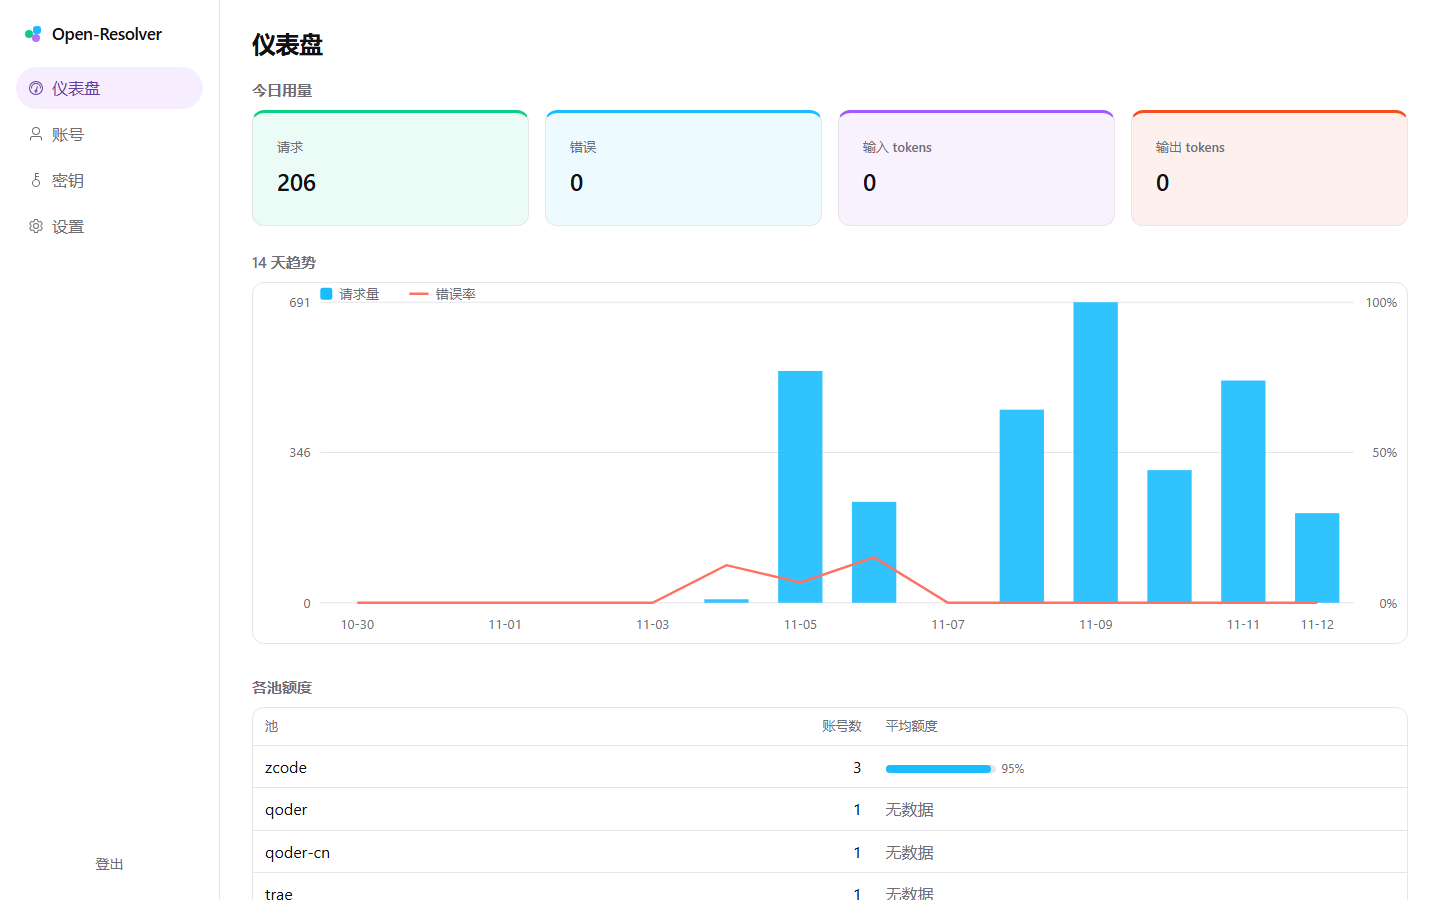 Open-Resolver
仪表盘
账号
密钥
设置
登出
仪表盘
今日用量
请求
206
错误
0
输入 tokens
0
输出 tokens
0
14 天趋势
请求量 错误率
691 100%
346 50%
0 0%
10-30 11-01 11-03 11-05 11-07 11-09 11-11 11-12
各池额度
池 账号数 平均额度
zcode 3 95%
qoder 1 无数据
qoder-cn 1 无数据
trae 1 无数据